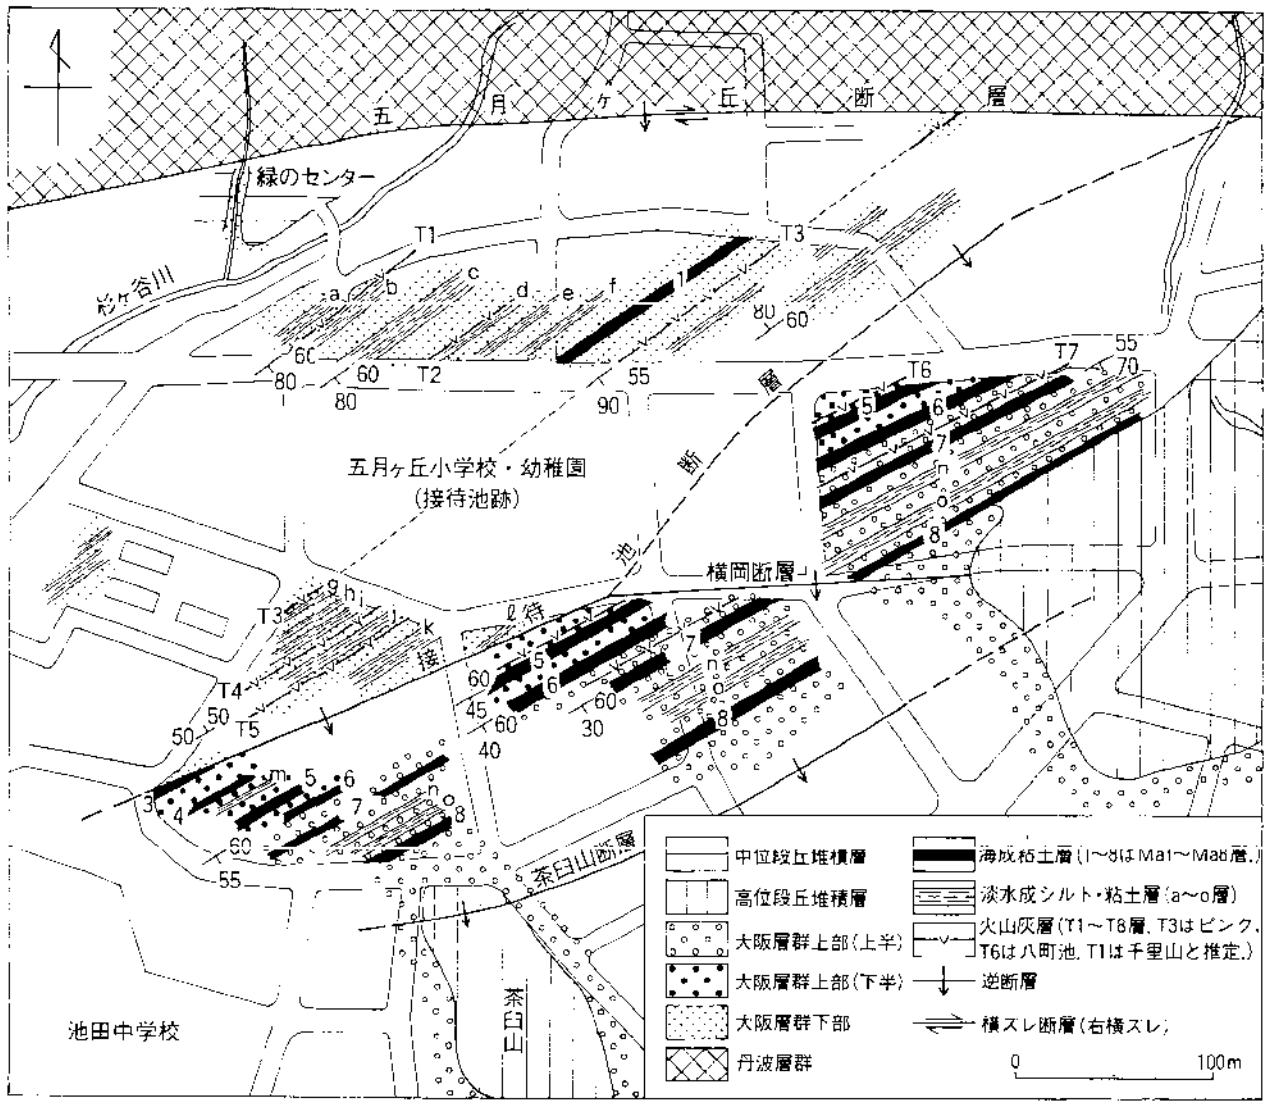 五月ヶ丘断層
緑のセンター
T1
T3
杉ヶ谷川
a
b
c
d
e
f
1
80
60
60
80
60
80
T2
55
90
T6
T7
55
70
5
6
7
n
o
8
五月ヶ丘小学校・幼稚園
(接待池跡)
接待池断層
横岡断層
g
h
i
j
k
ℓ
T3
T4
T5
50
50
60
45
60
40
60
30
5
6
7
n
o
8
3
4
m
5
6
7
n
o
8
60
55
茶臼山断層
池田中学校
茶臼山
中位段丘堆積層
高位段丘堆積層
大阪層群上部(上半)
大阪層群上部(下半)
大阪層群下部
丹波層群
海成粘土層(1~8はMa1~Ma8層.)
淡水成シルト・粘土層(a~o層)
火山灰層(T1~T8層, T3はピンク,
T6は八町池, T1は千里山と推定.)
逆断層
横ズレ断層(右横ズレ)
0 100m